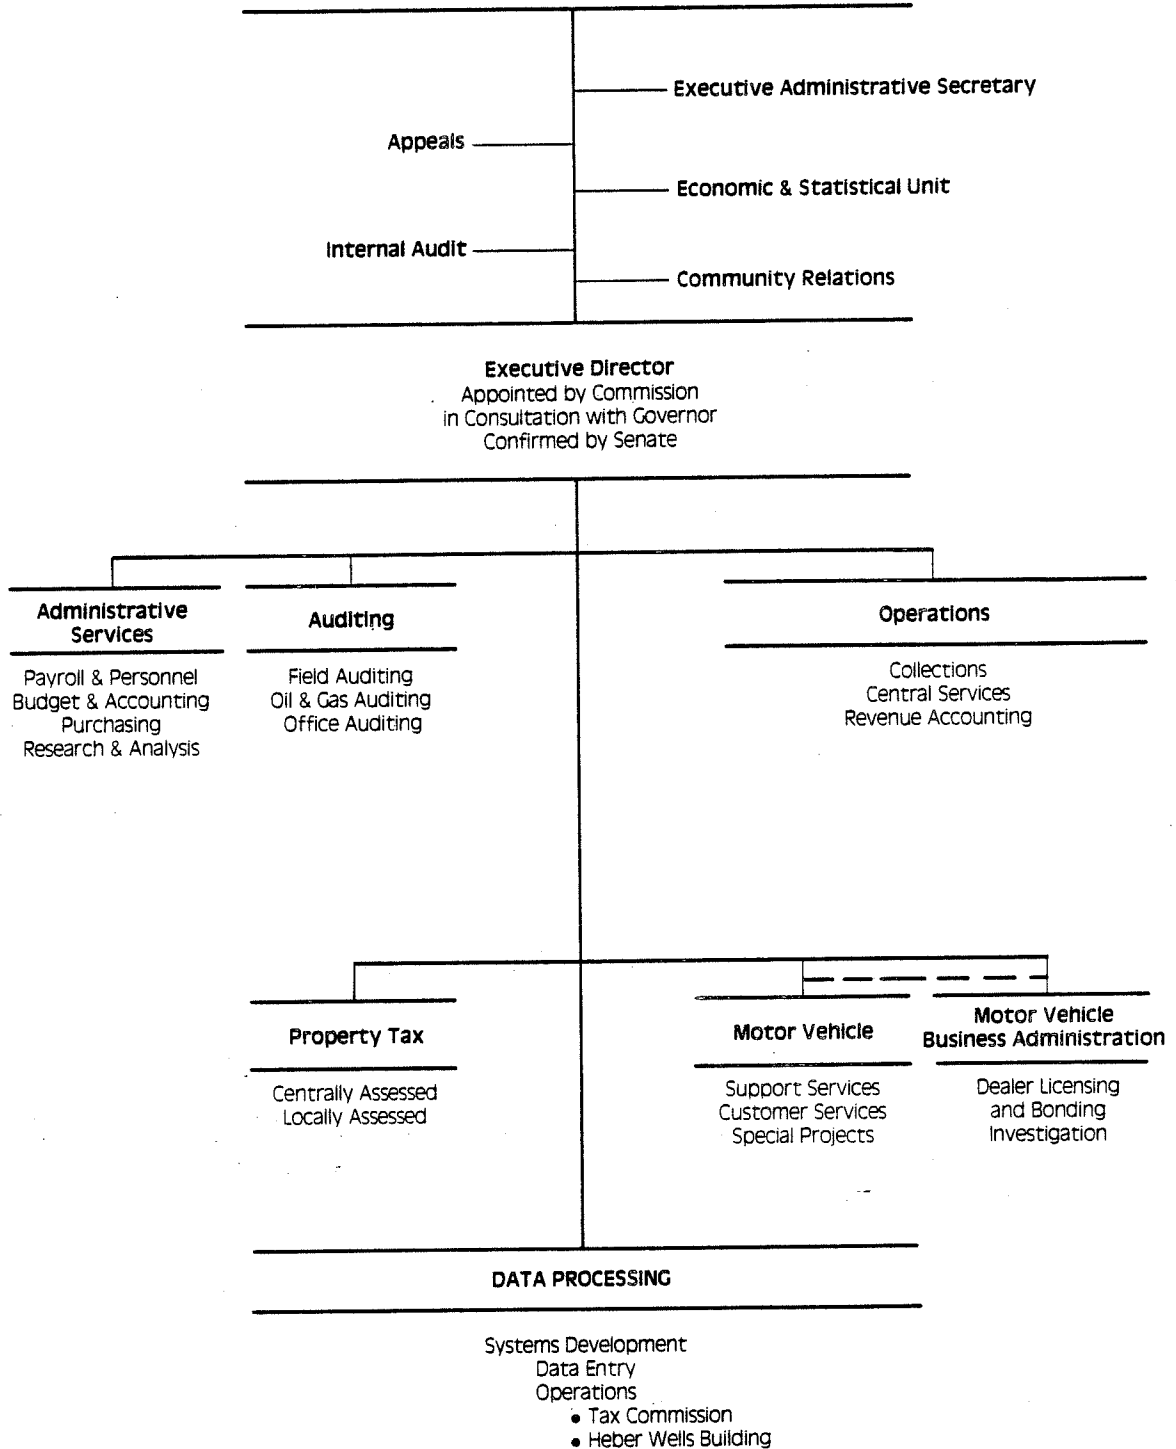 Executive Administrative Secretary
Appeals
Economic & Statistical Unit
Internal Audit
Community Relations
Executive Director
Appointed by Commission
in Consultation with Governor
Confirmed by Senate
Administrative
Services
Payroll & Personnel
Budget & Accounting
Purchasing
Research & Analysis
Auditing
Field Auditing
Oil & Gas Auditing
Office Auditing
Operations
Collections
Central Services
Revenue Accounting
Property Tax
Centrally Assessed
Locally Assessed
Motor Vehicle
Support Services
Customer Services
Special Projects
Motor Vehicle
Business Administration
Dealer Licensing
and Bonding
Investigation
DATA PROCESSING
Systems Development
Data Entry
Operations
• Tax Commission
• Heber Wells Building